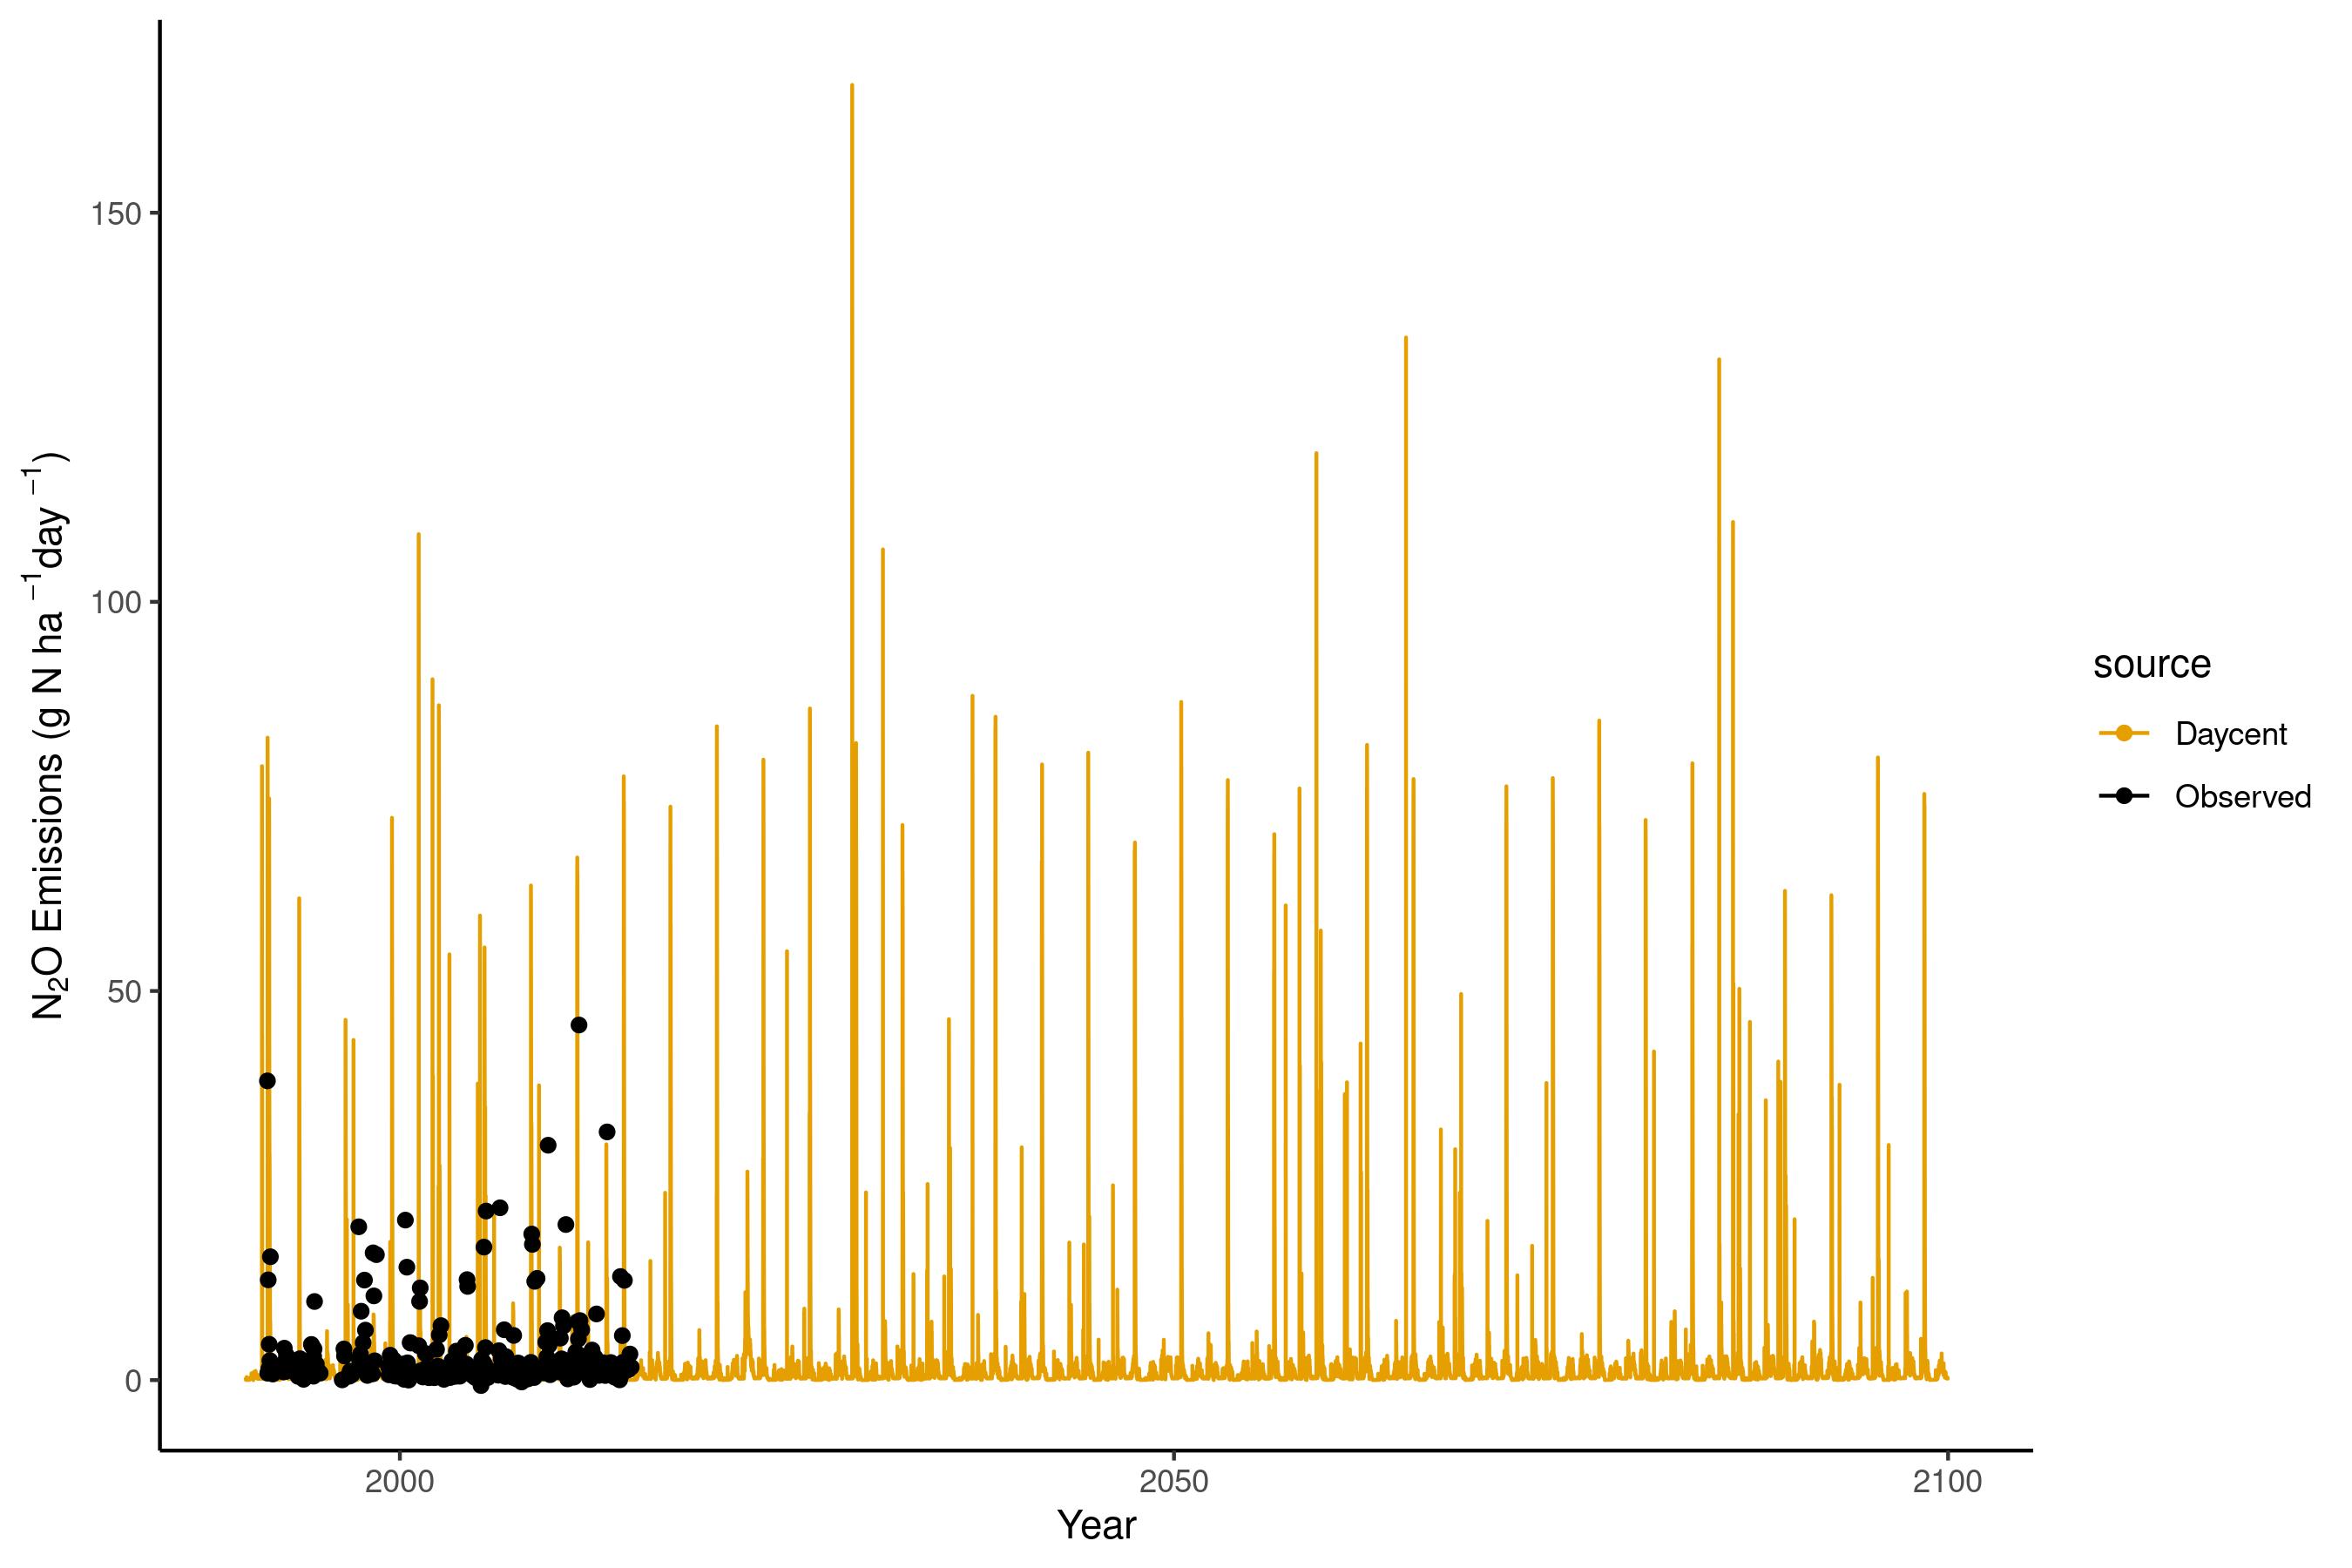 150
100
50
0
N₂O Emissions (g N ha ⁻¹day ⁻¹)
2000
2050
2100
Year
source
Daycent
Observed